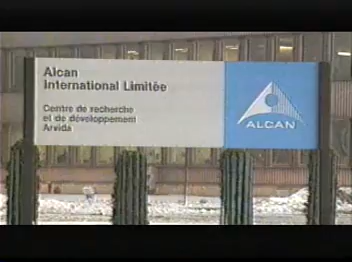 Alcan
International Limitée
Centre de recherche
et de développement
Arvida
ALCAN